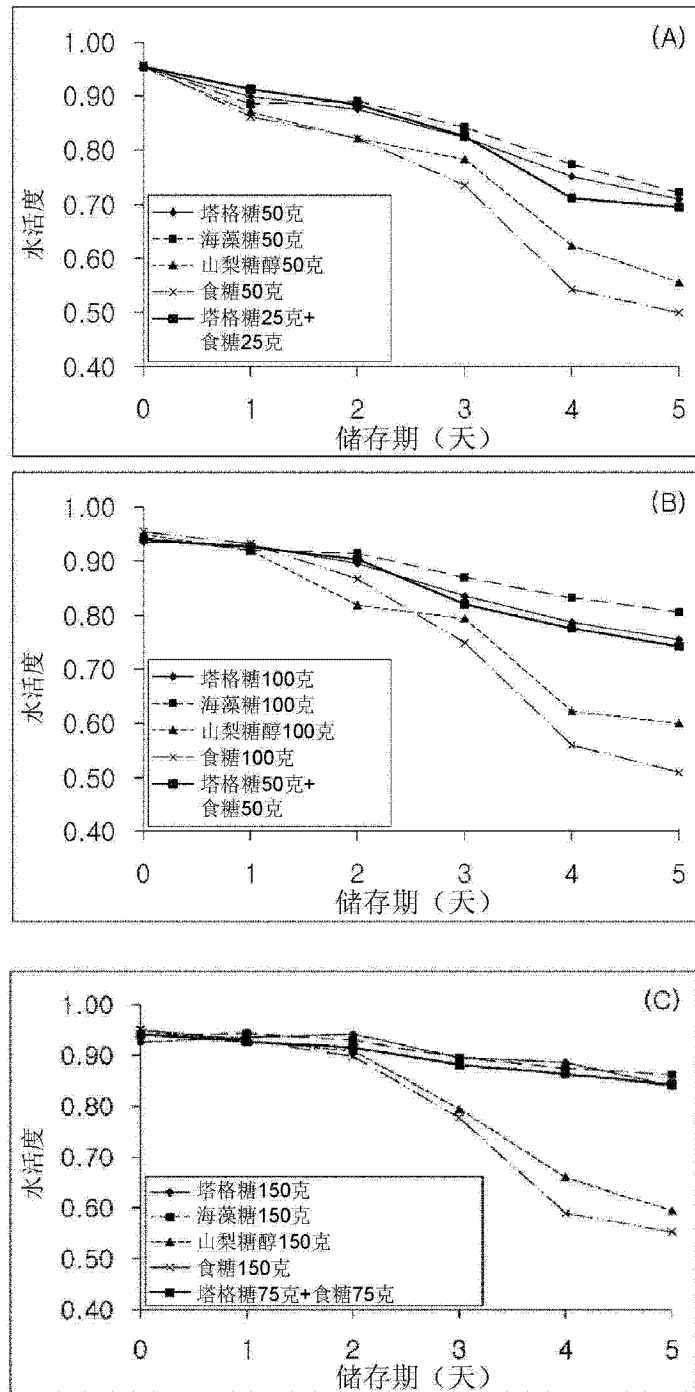 (A)
1.00
0.90
0.80
0.70
0.60
0.50
0.40
水活度
塔格糖50克
海藻糖50克
山梨糖醇50克
食糖50克
塔格糖25克+
食糖25克
0 1 2 3 4 5
储存期（天）
(B)
1.00
0.90
0.80
0.70
0.60
0.50
0.40
水活度
塔格糖100克
海藻糖100克
山梨糖醇100克
食糖100克
塔格糖50克+
食糖50克
0 1 2 3 4 5
储存期（天）
(C)
1.00
0.90
0.80
0.70
0.60
0.50
0.40
水活度
塔格糖150克
海藻糖150克
山梨糖醇150克
食糖150克
塔格糖75克+食糖75克
0 1 2 3 4 5
储存期（天）